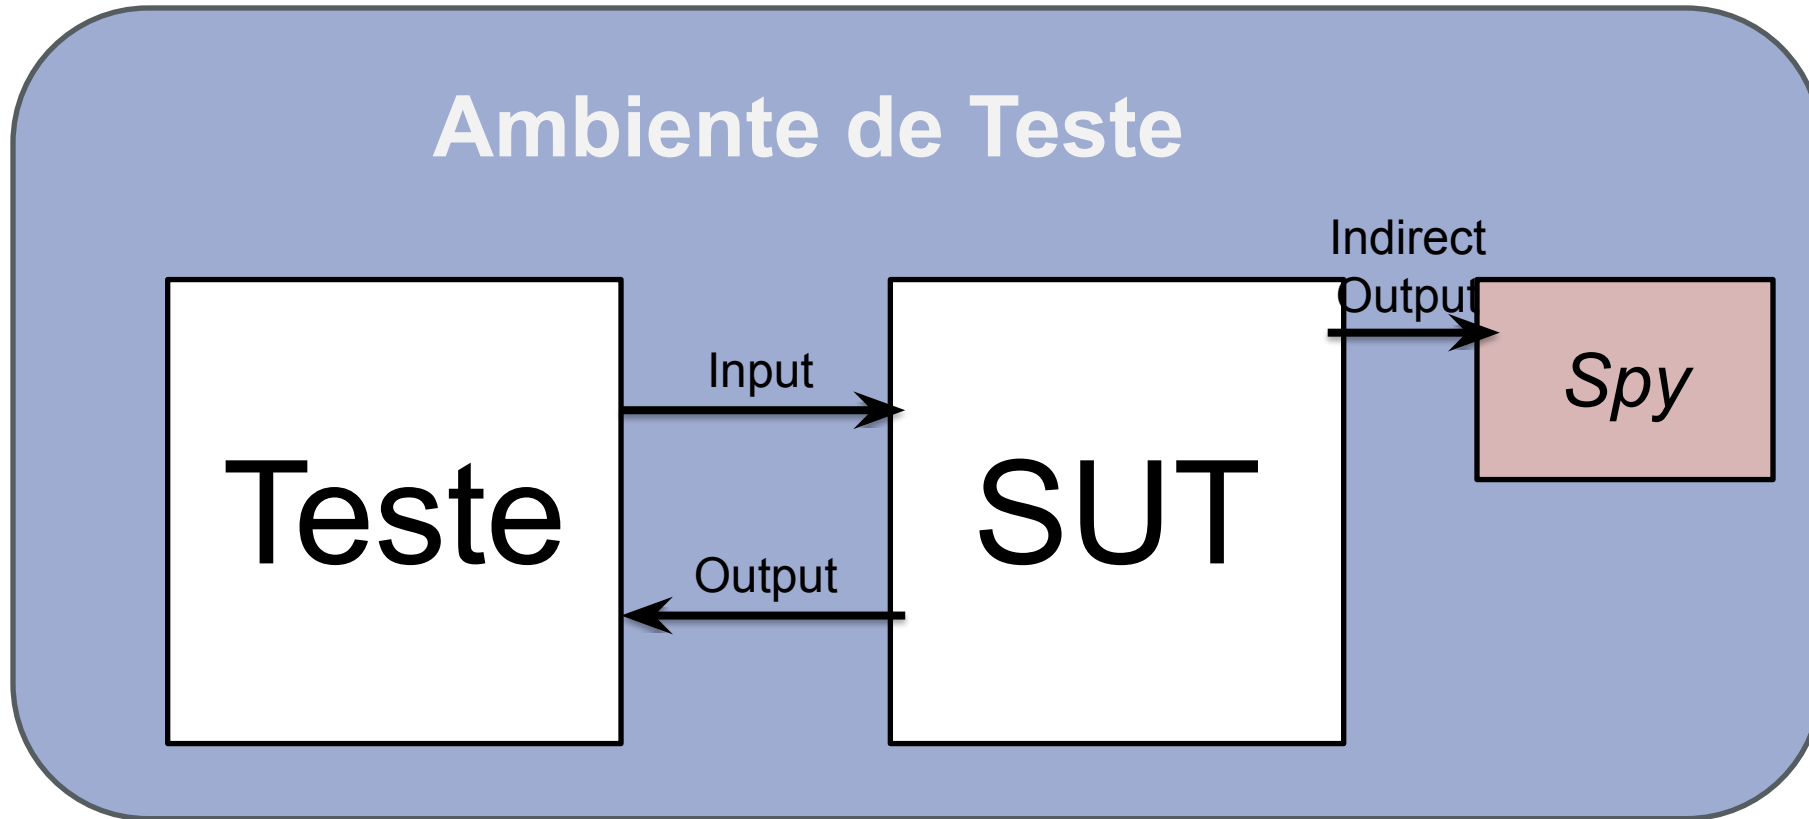 Ambiente de Teste
Indirect
Output
Input
Spy
Teste
SUT
Output